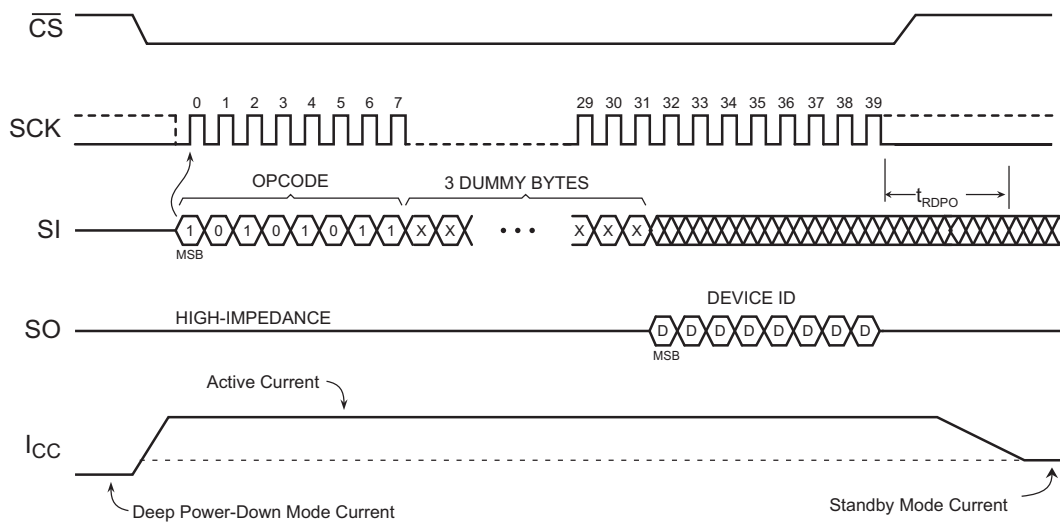 CS
0 1 2 3 4 5 6 7 29 30 31 32 33 34 35 36 37 38 39
SCK
OPCODE 3 DUMMY BYTES tRDPO
SI 1 0 1 0 1 0 1 1 X X • • • X X X
MSB
DEVICE ID
HIGH-IMPEDANCE
SO D D D D D D D D
MSB
Active Current
ICC
Deep Power-Down Mode Current
Standby Mode Current